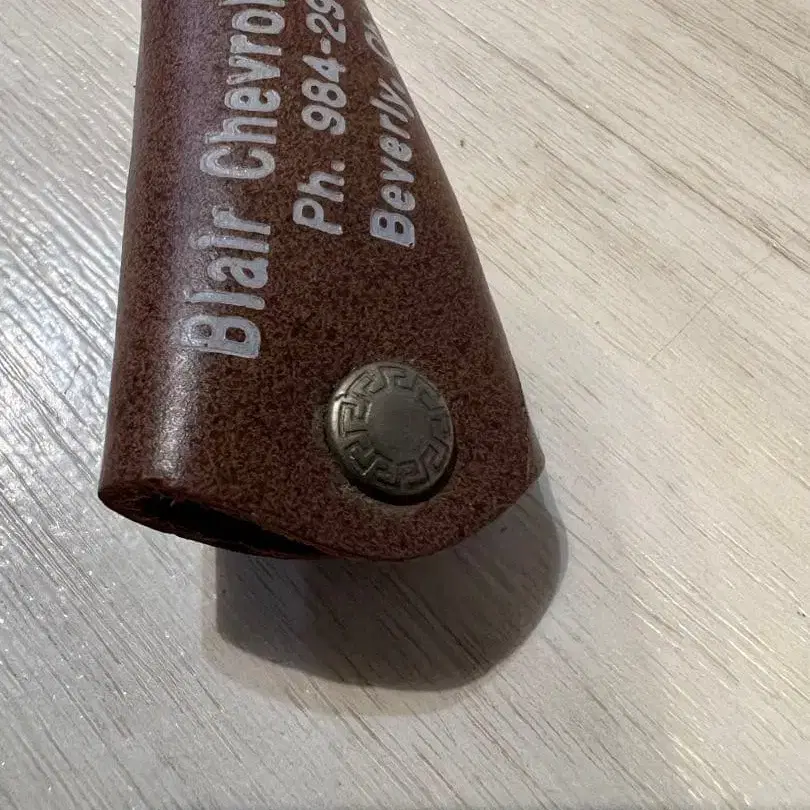 Blair Chevrol
Ph. 984-29
Beverly,